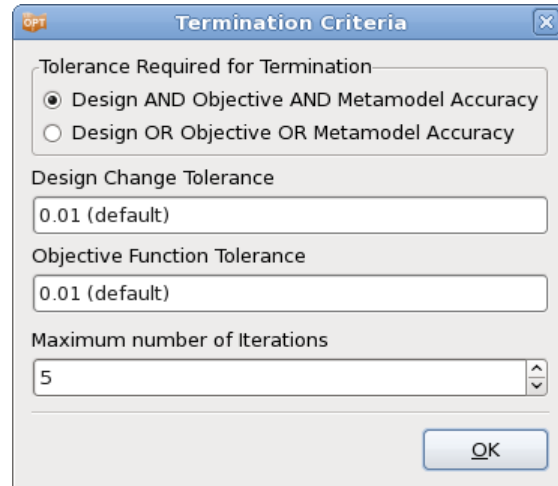 OPT
Termination Criteria
Tolerance Required for Termination
Design AND Objective AND Metamodel Accuracy
Design OR Objective OR Metamodel Accuracy
Design Change Tolerance
0.01 (default)
Objective Function Tolerance
0.01 (default)
Maximum number of Iterations
5
OK